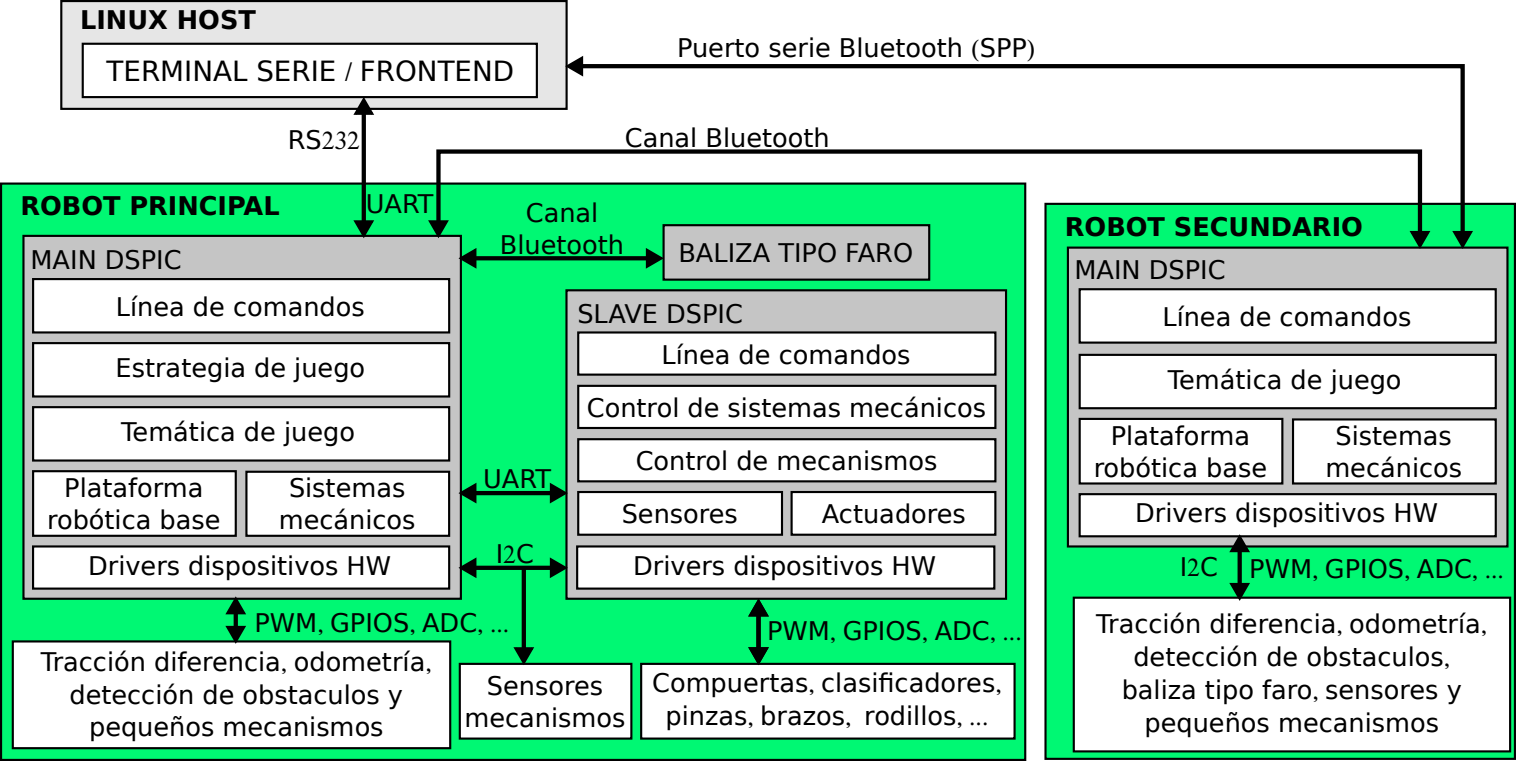 LINUX HOST
TERMINAL SERIE / FRONTEND
Puerto serie Bluetooth (SPP)
RS232
Canal Bluetooth
ROBOT PRINCIPAL
UART
MAIN DSPIC
Línea de comandos
Estrategia de juego
Temática de juego
Plataforma
robótica base
Sistemas
mecánicos
Drivers dispositivos HW
Canal
Bluetooth
BALIZA TIPO FARO
SLAVE DSPIC
Línea de comandos
Control de sistemas mecánicos
Control de mecanismos
Sensores
Actuadores
Drivers dispositivos HW
UART
I2C
PWM, GPIOS, ADC, ...
Tracción diferencia, odometría,
detección de obstaculos y
pequeños mecanismos
Sensores
mecanismos
PWM, GPIOS, ADC, ...
Compuertas, clasificadores,
pinzas, brazos, rodillos, ...
ROBOT SECUNDARIO
MAIN DSPIC
Línea de comandos
Temática de juego
Plataforma
robótica base
Sistemas
mecánicos
Drivers dispositivos HW
I2C
PWM, GPIOS, ADC, ...
Tracción diferencia, odometría,
detección de obstaculos,
baliza tipo faro, sensores y
pequeños mecanismos